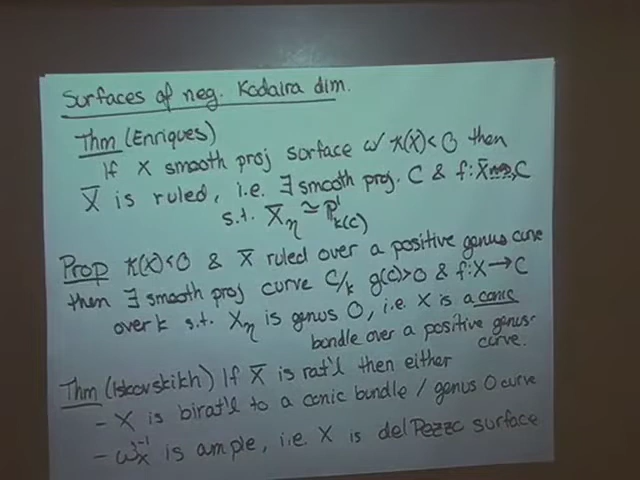 Surfaces of neg. Kodaira dim.
Thm (Enriques)
If X smooth proj surface w/ κ(X)<0 then
X̄ is ruled, i.e. ∃ smooth proj. C & f: X̄ ⇢ C
s.t. X̄_η ≅ P¹_k(C)
Prop κ(X)<0 & X̄ ruled over a positive genus curve
then ∃ smooth proj curve C/k g(C)>0 & f: X → C
over k s.t. X_η is genus 0, i.e. X is a conic
bundle over a positive genus
curve.
Thm (Iskovskikh) If X̄ is rat'l then either
- X is birat'l to a conic bundle / genus 0 curve
- ω_X^-1 is ample, i.e. X is del Pezzo surface